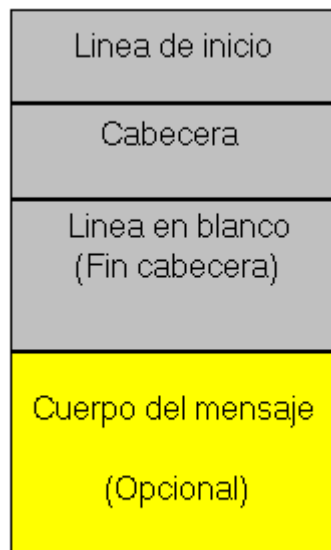 Linea de inicio
Cabecera
Linea en blanco
(Fin cabecera)
Cuerpo del mensaje
(Opcional)